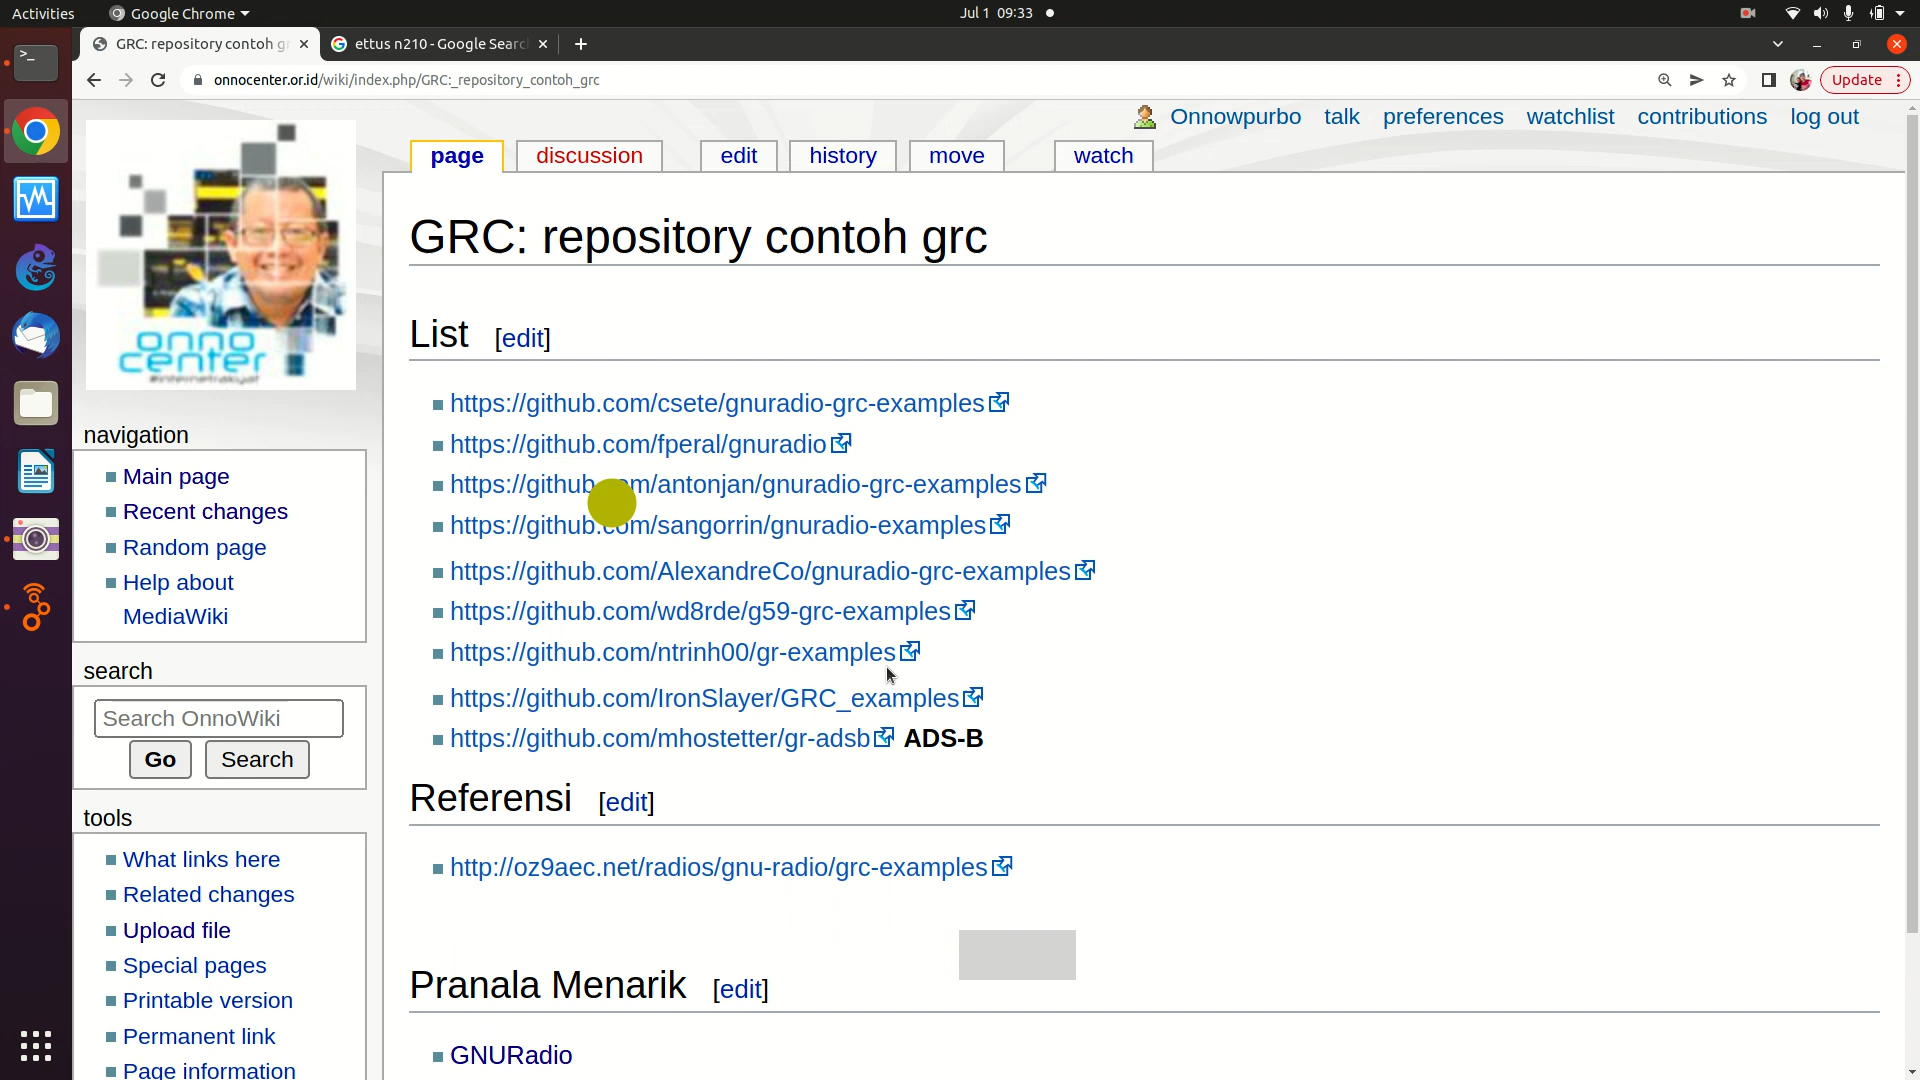 Activities
Google Chrome
Jul 1 09:33
GRC: repository contoh gr
ettus n210 - Google Searc
onnocenter.or.id/wiki/index.php/GRC:_repository_contoh_grc
Update
Onnowpurbo talk preferences watchlist contributions log out
page discussion edit history move watch
onno
center
#internetrakyat
navigation
Main page
Recent changes
Random page
Help about
MediaWiki
search
Search OnnoWiki
Go Search
tools
What links here
Related changes
Upload file
Special pages
Printable version
Permanent link
Page information
GRC: repository contoh grc
List [edit]
https://github.com/csete/gnuradio-grc-examples
https://github.com/fperal/gnuradio
https://github.com/antonjan/gnuradio-grc-examples
https://github.com/sangorrin/gnuradio-examples
https://github.com/AlexandreCo/gnuradio-grc-examples
https://github.com/wd8rde/g59-grc-examples
https://github.com/ntrinh00/gr-examples
https://github.com/IronSlayer/GRC_examples
https://github.com/mhostetter/gr-adsb ADS-B
Referensi [edit]
http://oz9aec.net/radios/gnu-radio/grc-examples
Pranala Menarik [edit]
GNURadio